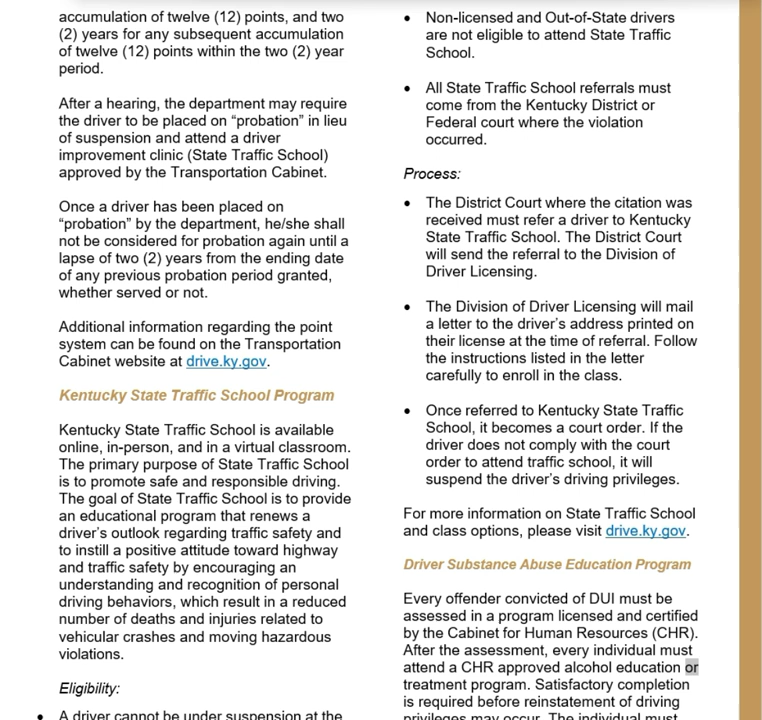 accumulation of twelve (12) points, and two
(2) years for any subsequent accumulation
of twelve (12) points within the two (2) year
period.
After a hearing, the department may require
the driver to be placed on “probation” in lieu
of suspension and attend a driver
improvement clinic (State Traffic School)
approved by the Transportation Cabinet.
Once a driver has been placed on
“probation” by the department, he/she shall
not be considered for probation again until a
lapse of two (2) years from the ending date
of any previous probation period granted,
whether served or not.
Additional information regarding the point
system can be found on the Transportation
Cabinet website at drive.ky.gov.
Kentucky State Traffic School Program
Kentucky State Traffic School is available
online, in-person, and in a virtual classroom.
The primary purpose of State Traffic School
is to promote safe and responsible driving.
The goal of State Traffic School is to provide
an educational program that renews a
driver’s outlook regarding traffic safety and
to instill a positive attitude toward highway
and traffic safety by encouraging an
understanding and recognition of personal
driving behaviors, which result in a reduced
number of deaths and injuries related to
vehicular crashes and moving hazardous
violations.
Eligibility:
• A driver cannot be under suspension at the
• Non-licensed and Out-of-State drivers
are not eligible to attend State Traffic
School.
• All State Traffic School referrals must
come from the Kentucky District or
Federal court where the violation
occurred.
Process:
• The District Court where the citation was
received must refer a driver to Kentucky
State Traffic School. The District Court
will send the referral to the Division of
Driver Licensing.
• The Division of Driver Licensing will mail
a letter to the driver’s address printed on
their license at the time of referral. Follow
the instructions listed in the letter
carefully to enroll in the class.
• Once referred to Kentucky State Traffic
School, it becomes a court order. If the
driver does not comply with the court
order to attend traffic school, it will
suspend the driver’s driving privileges.
For more information on State Traffic School
and class options, please visit drive.ky.gov.
Driver Substance Abuse Education Program
Every offender convicted of DUI must be
assessed in a program licensed and certified
by the Cabinet for Human Resources (CHR).
After the assessment, every individual must
attend a CHR approved alcohol education or
treatment program. Satisfactory completion
is required before reinstatement of driving
privileges may occur. The individual must